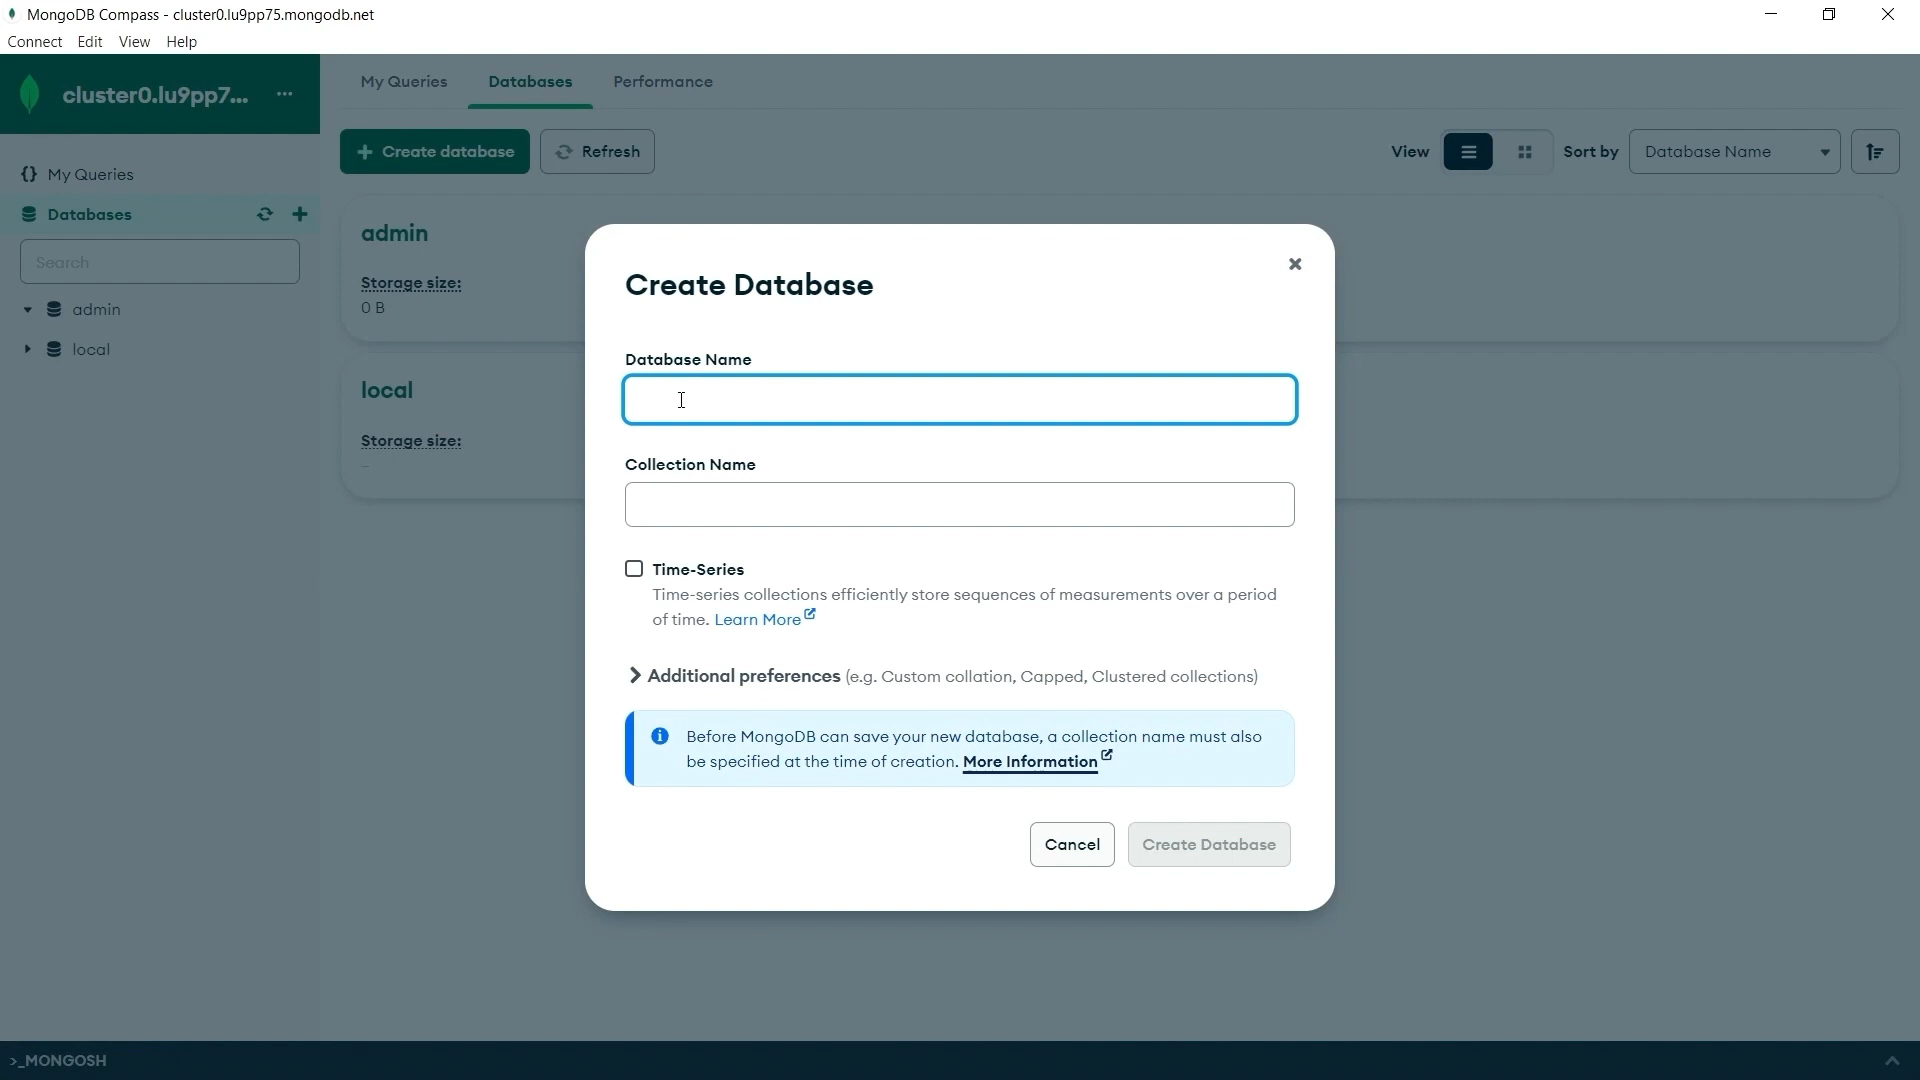 MongoDB Compass - cluster0.lu9pp75.mongodb.net
Connect Edit View Help
cluster0.lu9pp7... ...
My Queries Databases Performance
Create database Refresh View Sort by Database Name
{} My Queries
Databases
Search
admin
local
admin
Storage size:
0 B
local
Storage size:
-
Create Database
Database Name
Collection Name
Time-Series
Time-series collections efficiently store sequences of measurements over a period
of time. Learn More
Additional preferences (e.g. Custom collation, Capped, Clustered collections)
Before MongoDB can save your new database, a collection name must also
be specified at the time of creation. More Information
Cancel Create Database
>_MONGOSH